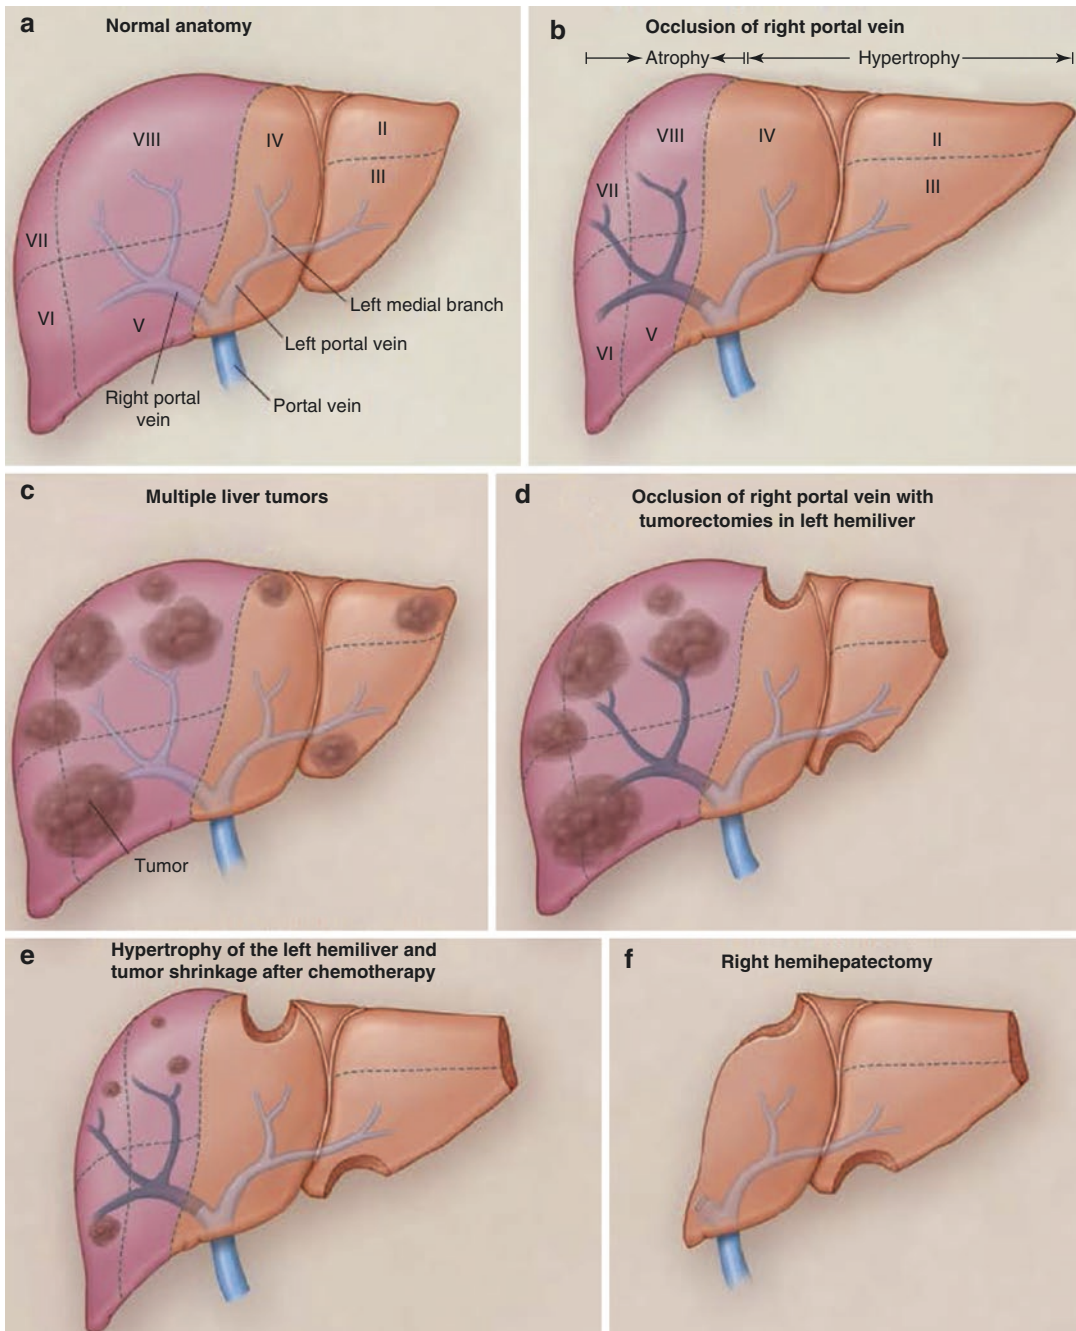 a
Normal anatomy
VIII
IV
II
III
VII
VI
V
Left medial branch
Left portal vein
Right portal
vein
Portal vein
b
Occlusion of right portal vein
Atrophy
Hypertrophy
VIII
IV
II
VII
III
V
VI
c
Multiple liver tumors
Tumor
d
Occlusion of right portal vein with
tumorectomies in left hemiliver
e
Hypertrophy of the left hemiliver and
tumor shrinkage after chemotherapy
f
Right hemihepatectomy